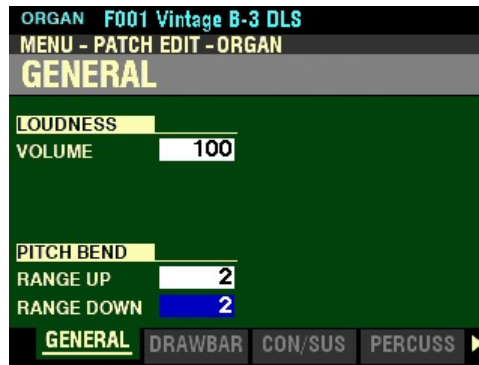 ORGAN F001 Vintage B-3 DLS
MENU - PATCH EDIT - ORGAN
GENERAL
LOUDNESS
VOLUME 100
PITCH BEND
RANGE UP 2
RANGE DOWN 2
GENERAL DRAWBAR CON/SUS PERCUSS